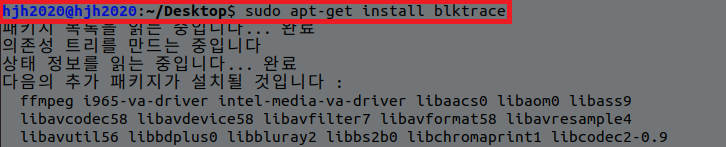 hjh2020@hjh2020:~/Desktop$ sudo apt-get install blktrace
패키지 목록을 읽는 중입니다... 완료
의존성 트리를 만드는 중입니다
상태 정보를 읽는 중입니다... 완료
다음의 추가 패키지가 설치될 것입니다 :
ffmpeg i965-va-driver intel-media-va-driver libaacs0 libaom0 libass9
libavcodec58 libavdevice58 libavfilter7 libavformat58 libavresample4
libavutil56 libbdplus0 libbluray2 libbs2b0 libchromaprint1 libcodec2-0.9